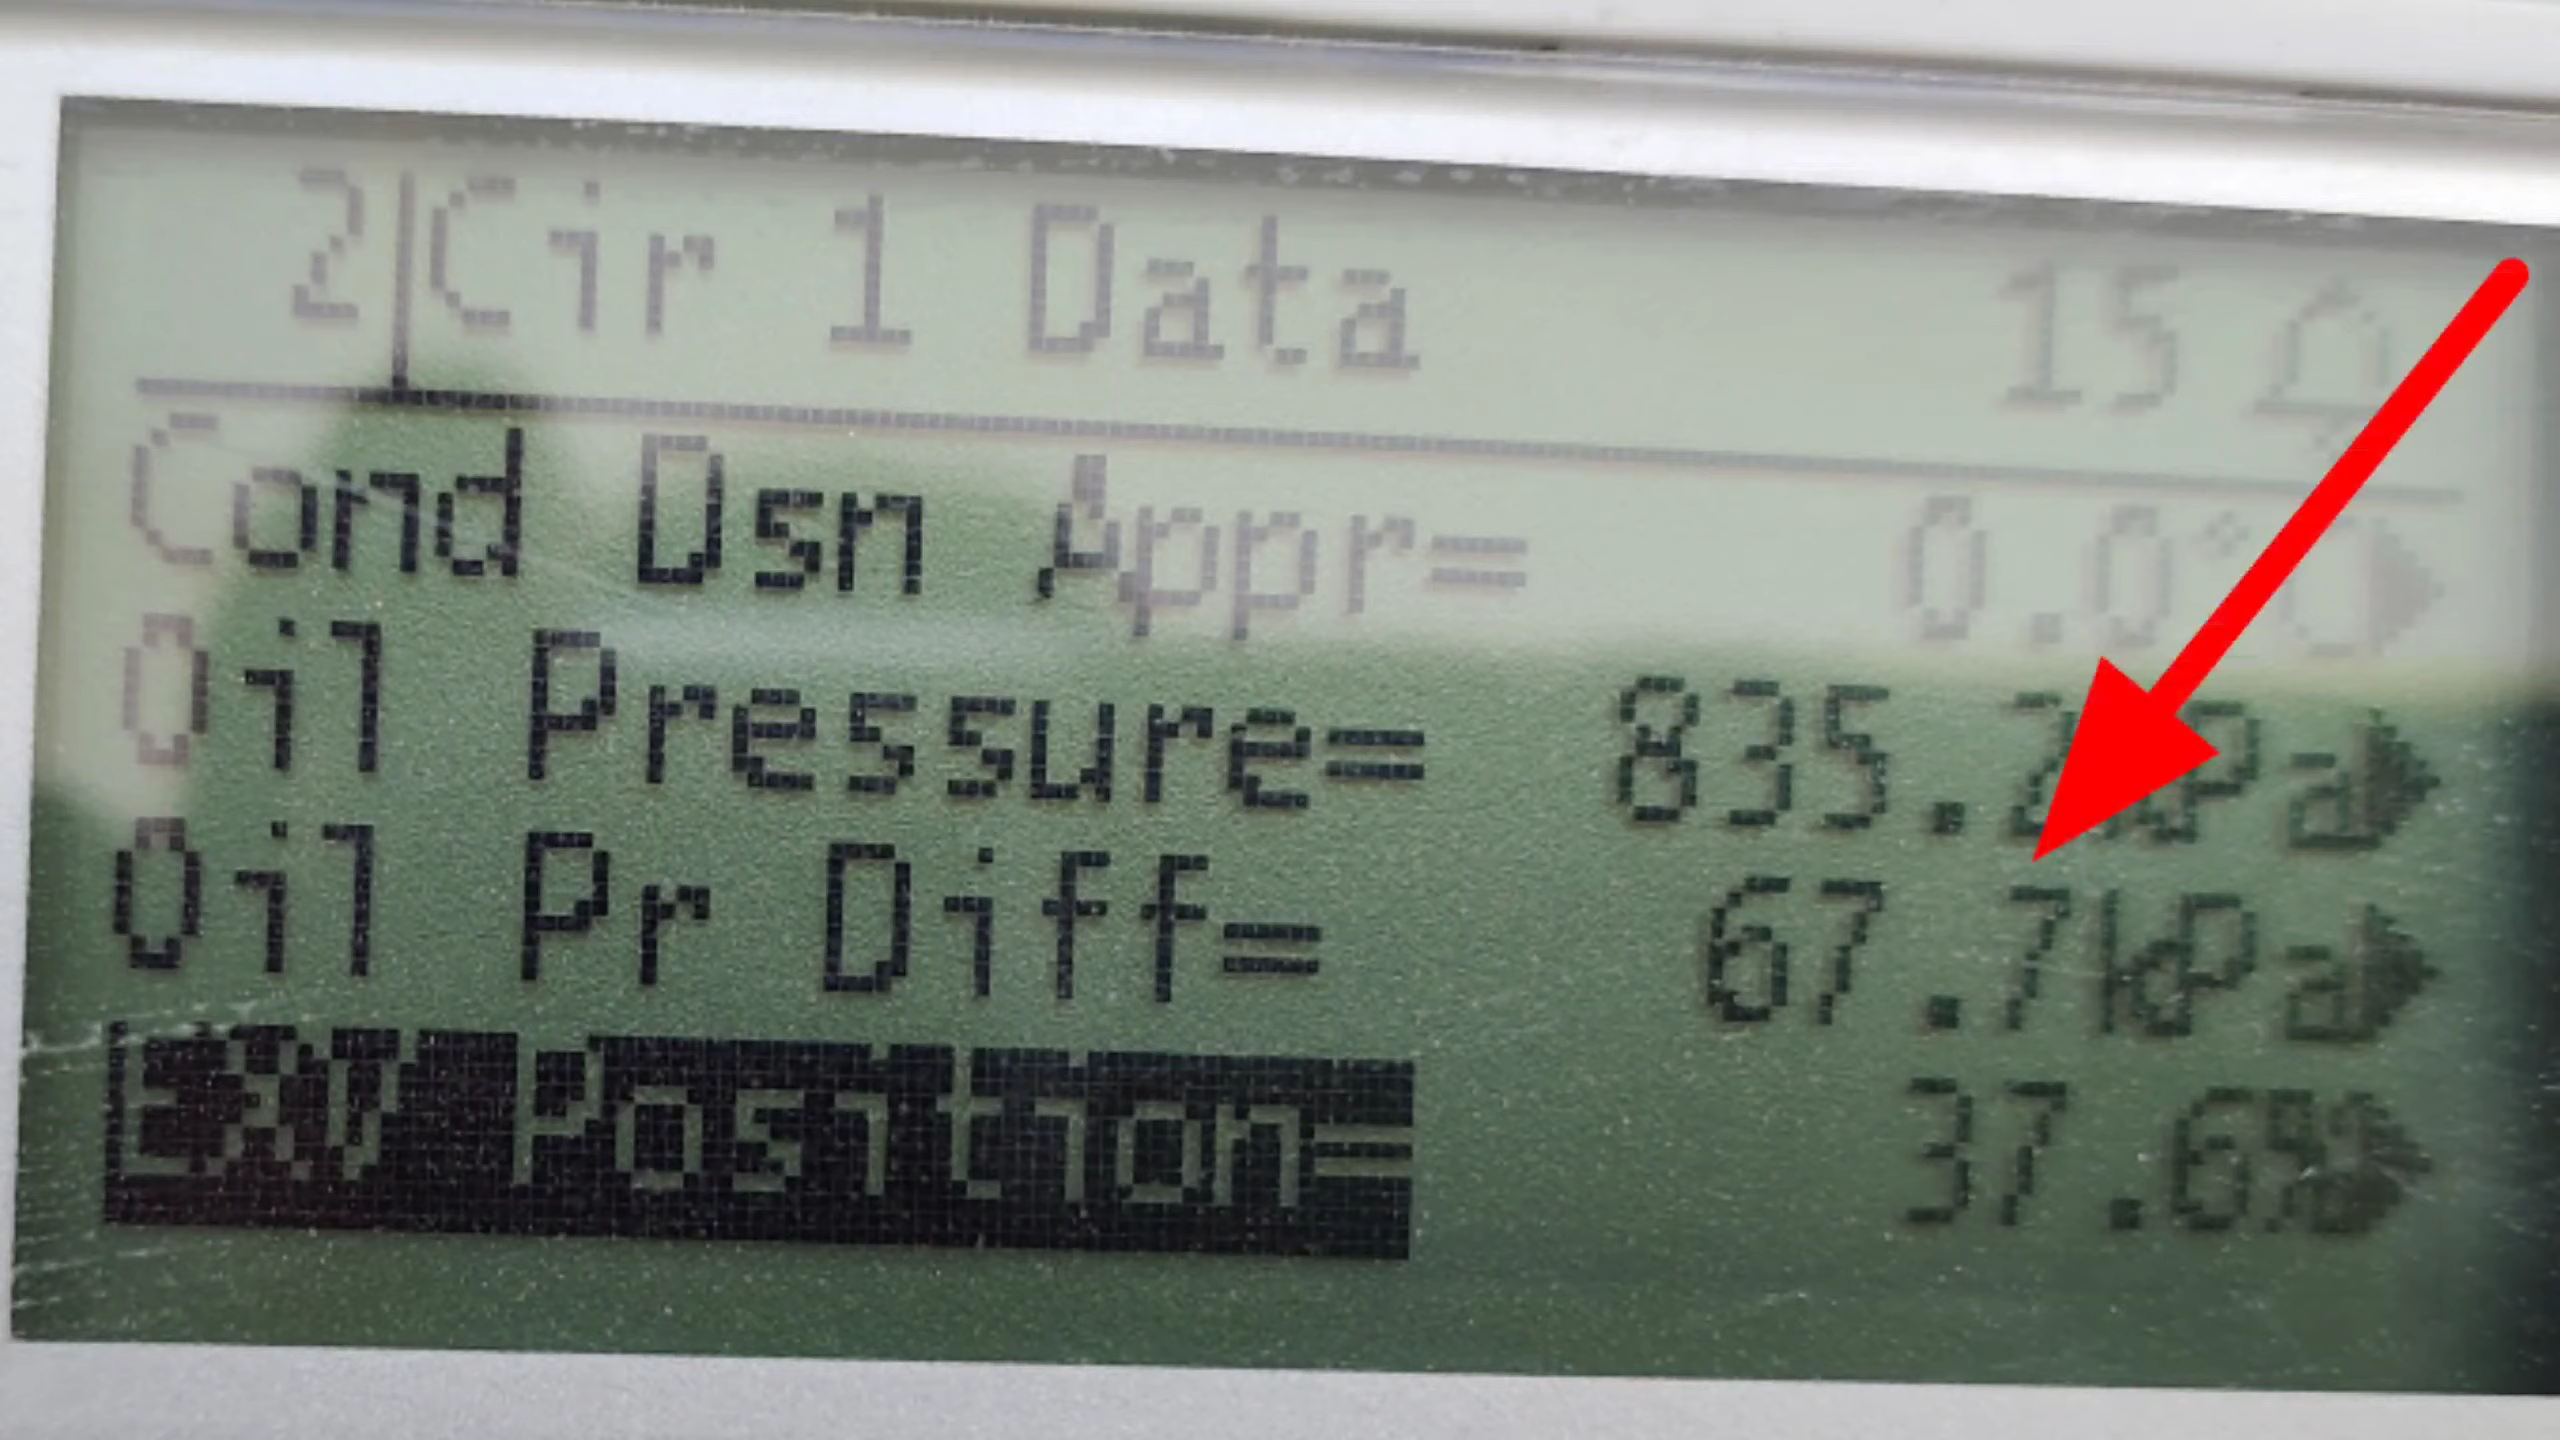 2 Cir 1 Data 15
Cond Dsn Appr= 0.0°C
Oil Pressure= 835.2kPa
Oil Pr Diff= 67.7kPa
EXV Position= 37.6%